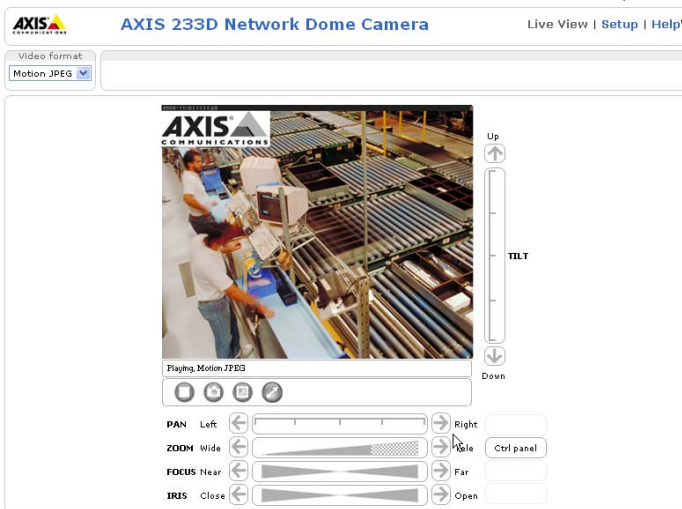 AXIS COMMUNICATIONS AXIS 233D Network Dome Camera Live View | Setup | Help
Video format
Motion JPEG
AXIS
COMMUNICATIONS
Up
TILT
Playing, Motion JPEG
Down
PAN Left Right
ZOOM Wide Tele Ctrl panel
FOCUS Near Far
IRIS Close Open